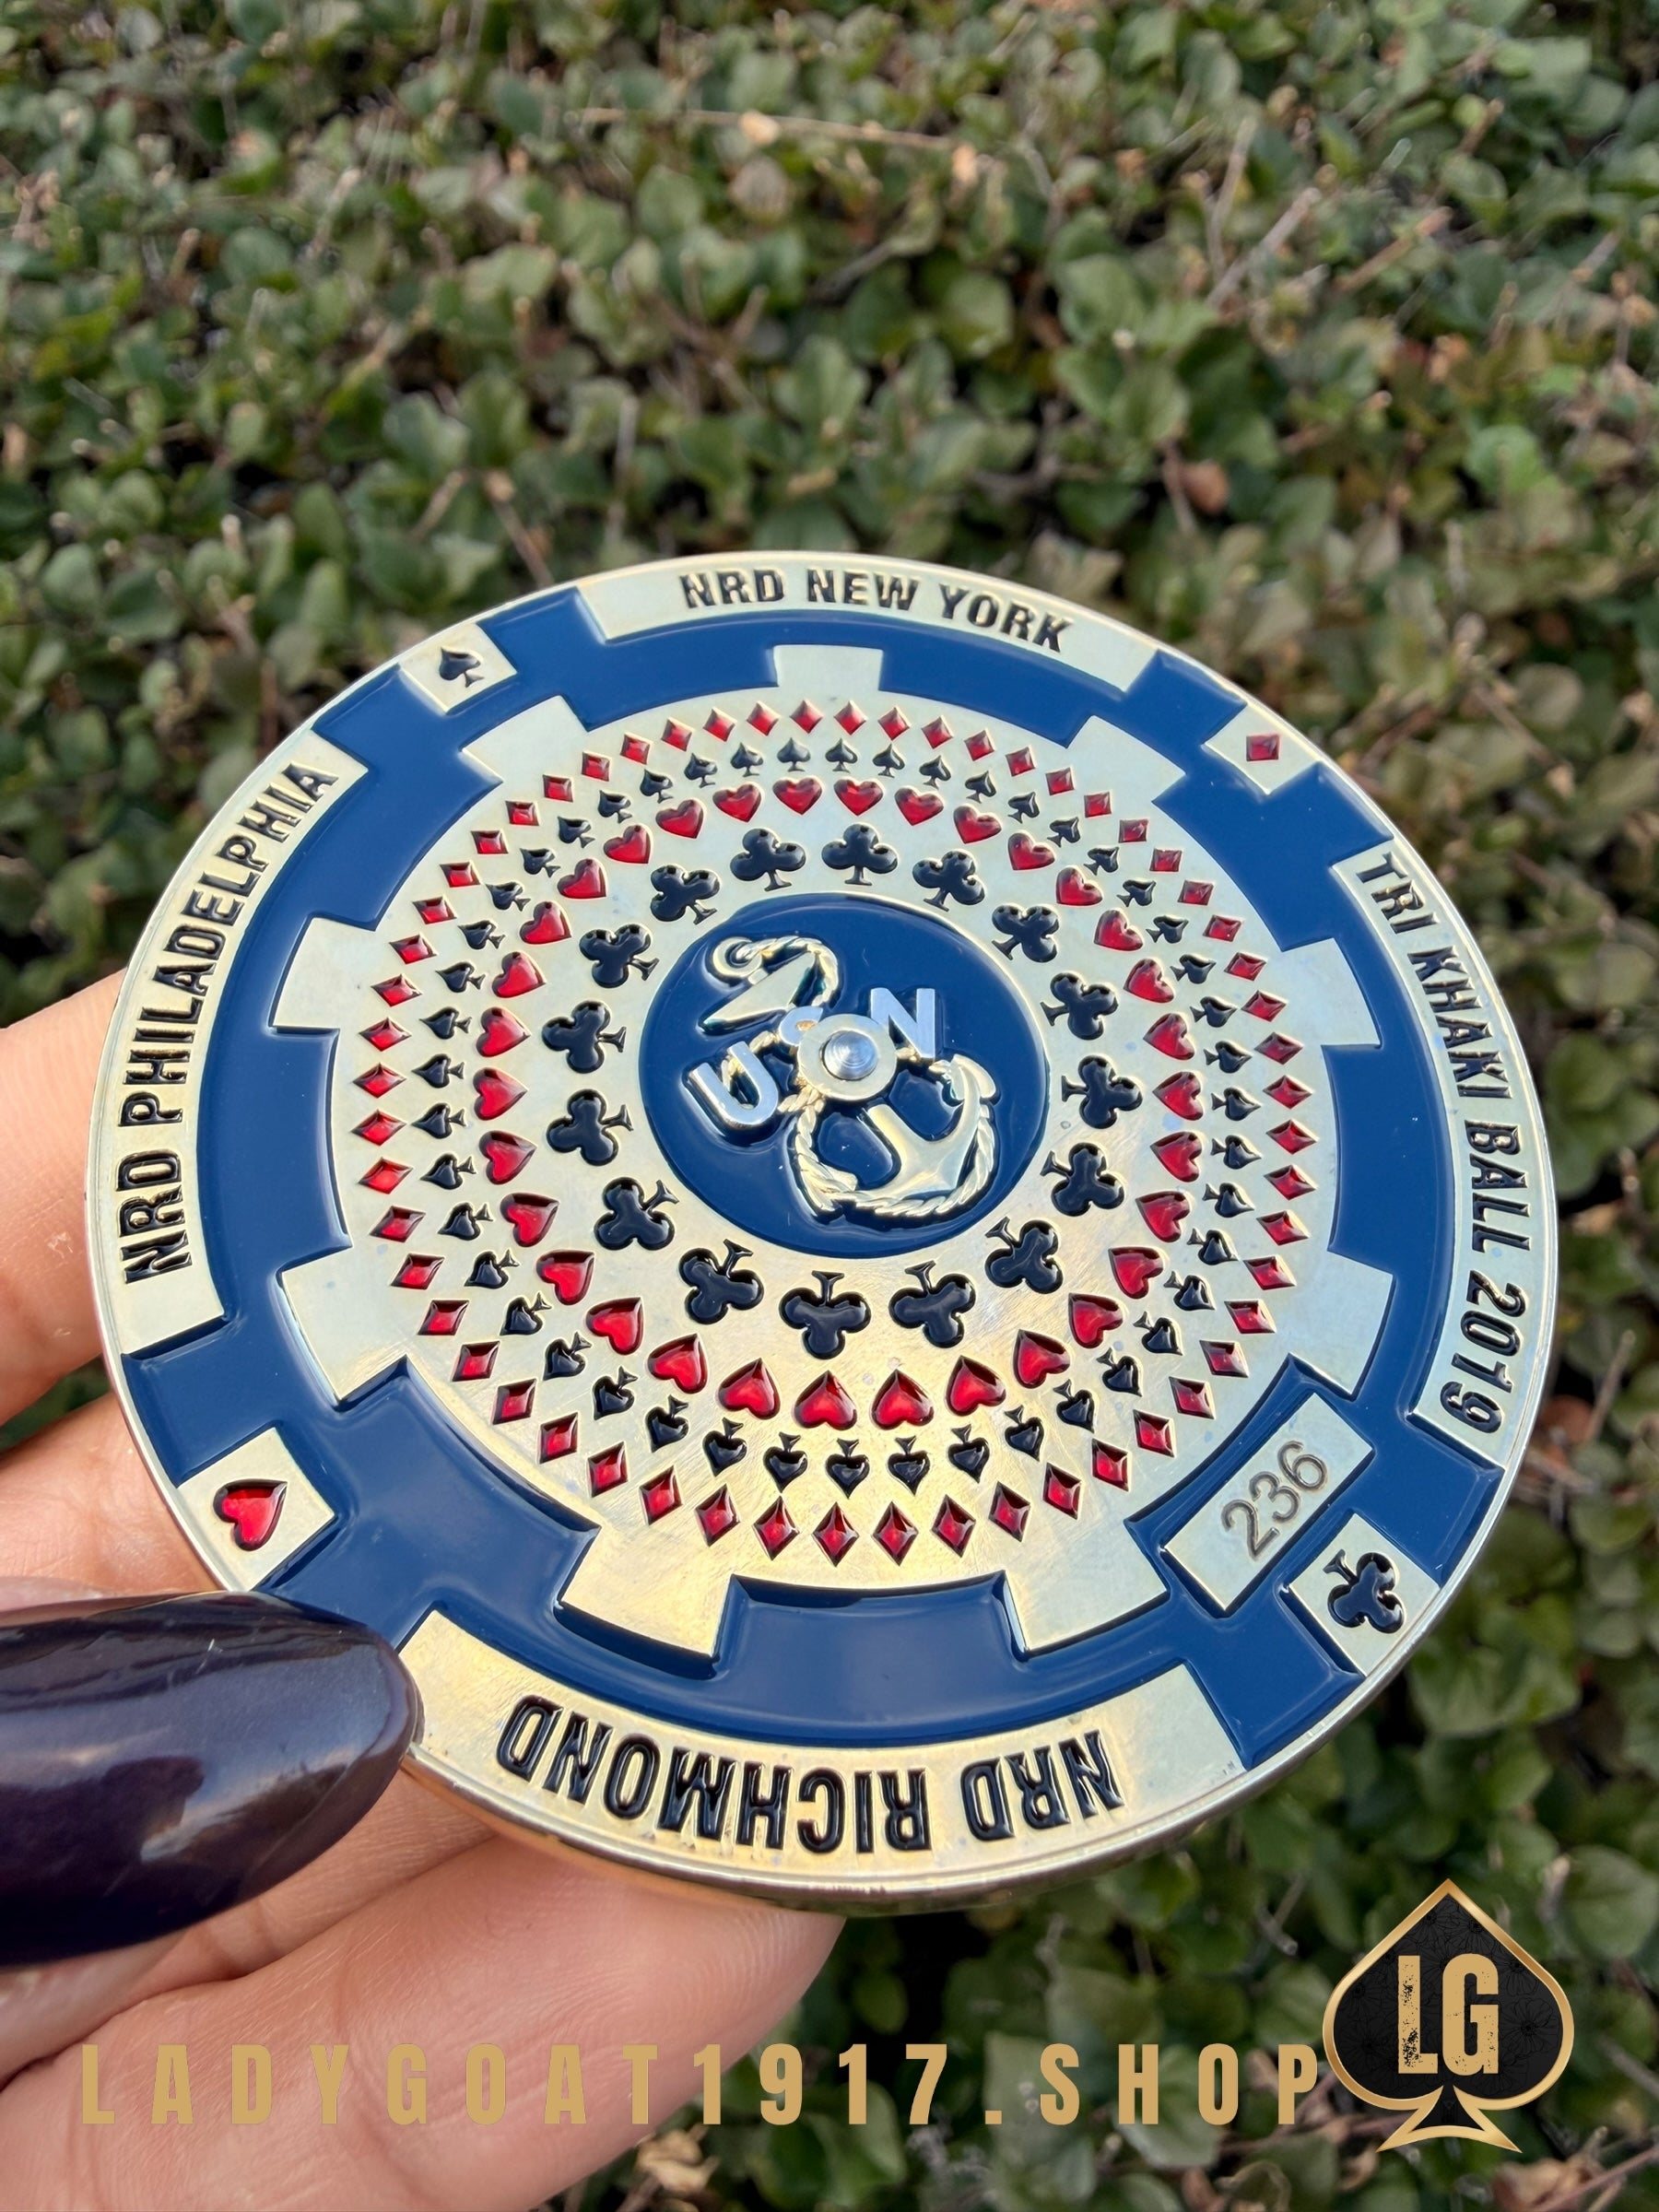 NRD NEW YORK
NRD PHILADELPHIA
TRI KHAKI BALL 2019
USN
236
NRD RICHMOND
LG
LADYGOAT1917.SHOP